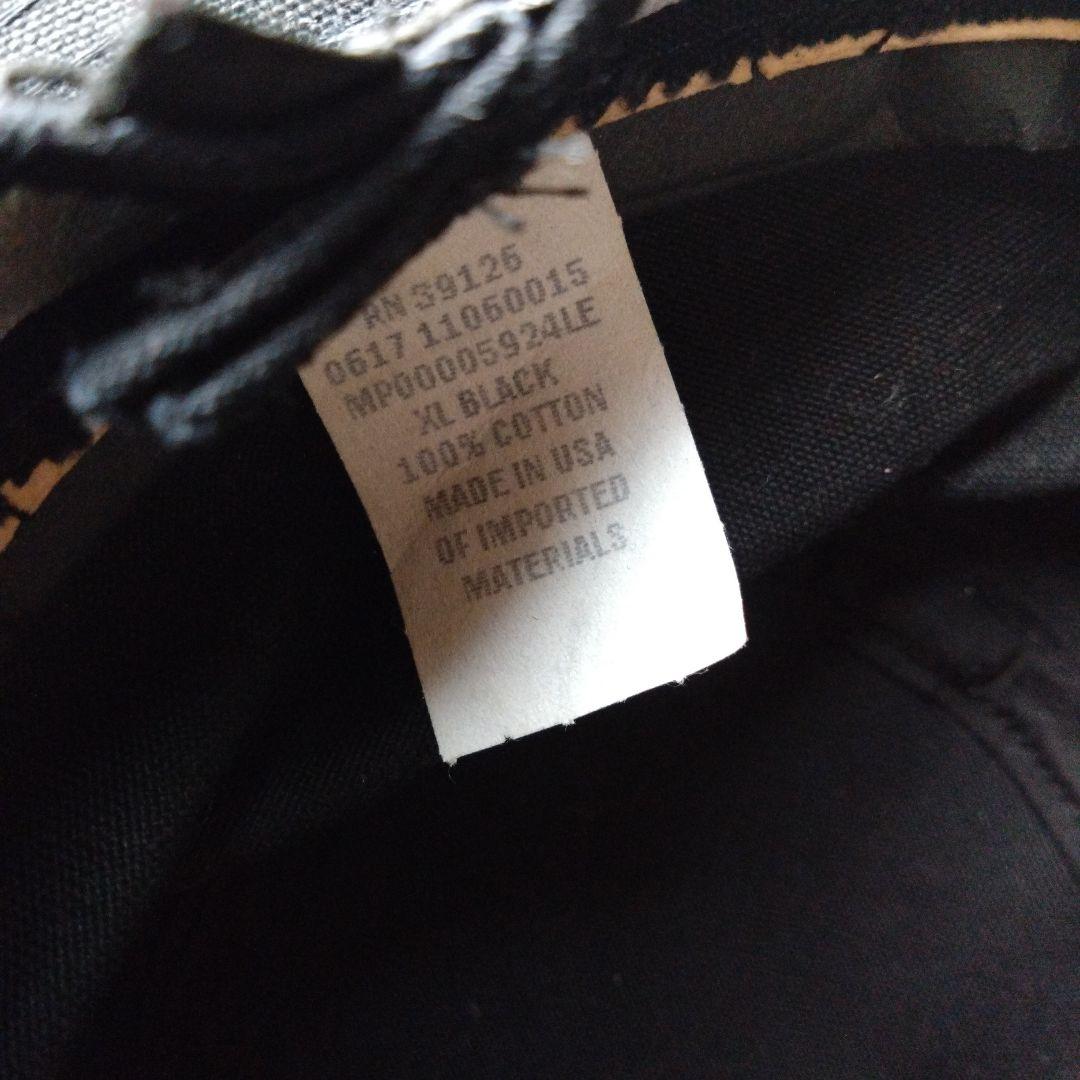 RN 39126
0617 11060015
MP00005924LE
XL BLACK
100% COTTON
MADE IN USA
OF IMPORTED
MATERIALS